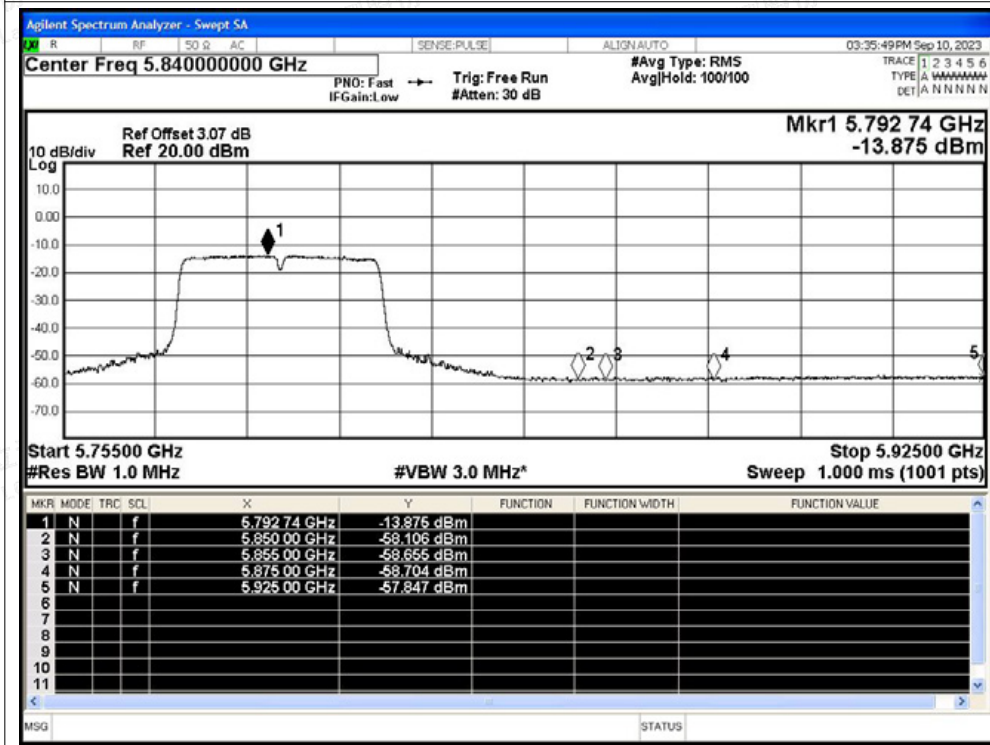 Agilent Spectrum Analyzer - Swept SA
R RF 50 Ω AC SENSE:PULSE ALIGN AUTO 03:35:49 PM Sep 10, 2023
Center Freq 5.840000000 GHz #Avg Type: RMS TRACE 1 2 3 4 5 6
PNO: Fast Trig: Free Run Avg|Hold: 100/100 TYPE A WWWWW
IFGain:Low #Atten: 30 dB DET A N N N N N
Mkr1 5.792 74 GHz
Ref Offset 3.07 dB
10 dB/div Ref 20.00 dBm -13.875 dBm
Log
10.0
0.00
1
-10.0
-20.0
-30.0
-40.0
-50.0 2 3 4 5
-60.0
-70.0
Start 5.75500 GHz Stop 5.92500 GHz
#Res BW 1.0 MHz #VBW 3.0 MHz* Sweep 1.000 ms (1001 pts)
MKR MODE TRC SCL X Y FUNCTION FUNCTION WIDTH FUNCTION VALUE
1 N f 5.792 74 GHz -13.875 dBm
2 N f 5.850 00 GHz -58.106 dBm
3 N f 5.855 00 GHz -58.655 dBm
4 N f 5.875 00 GHz -58.704 dBm
5 N f 5.925 00 GHz -57.847 dBm
6
7
8
9
10
11
MSG STATUS